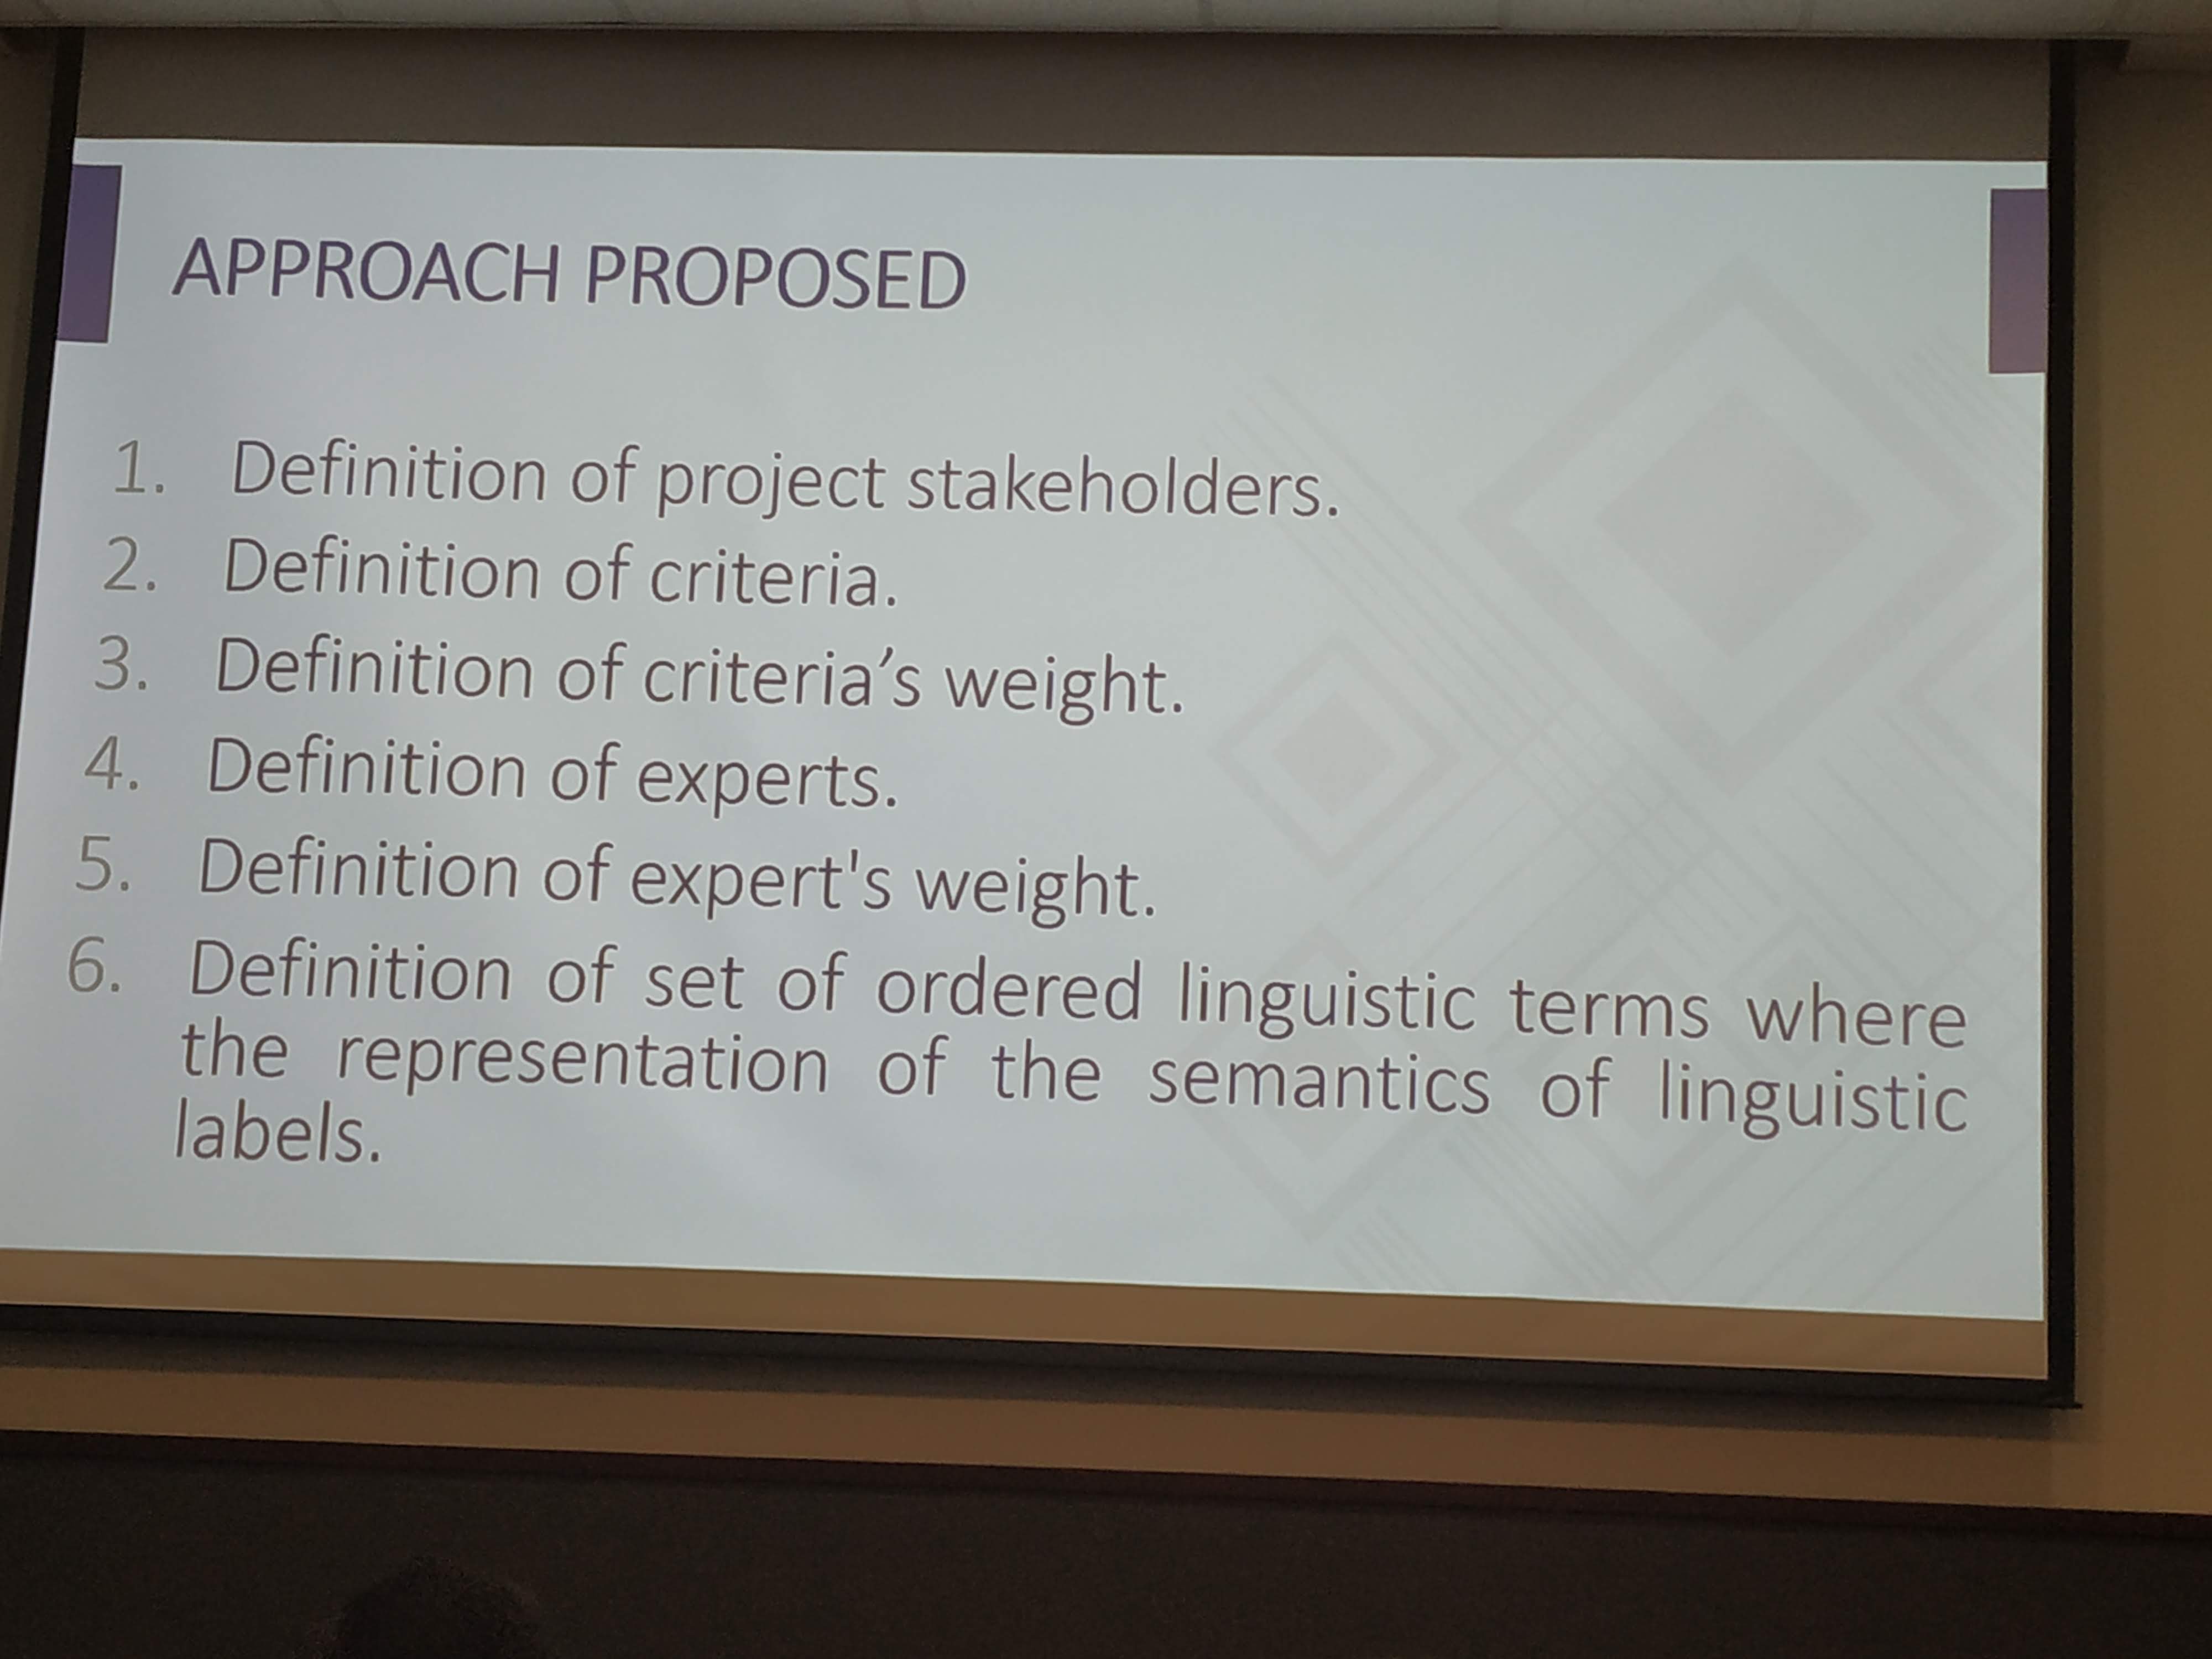 APPROACH PROPOSED
1. Definition of project stakeholders.
2. Definition of criteria.
3. Definition of criteria’s weight.
4. Definition of experts.
5. Definition of expert's weight.
6. Definition of set of ordered linguistic terms where
the representation of the semantics of linguistic
labels.